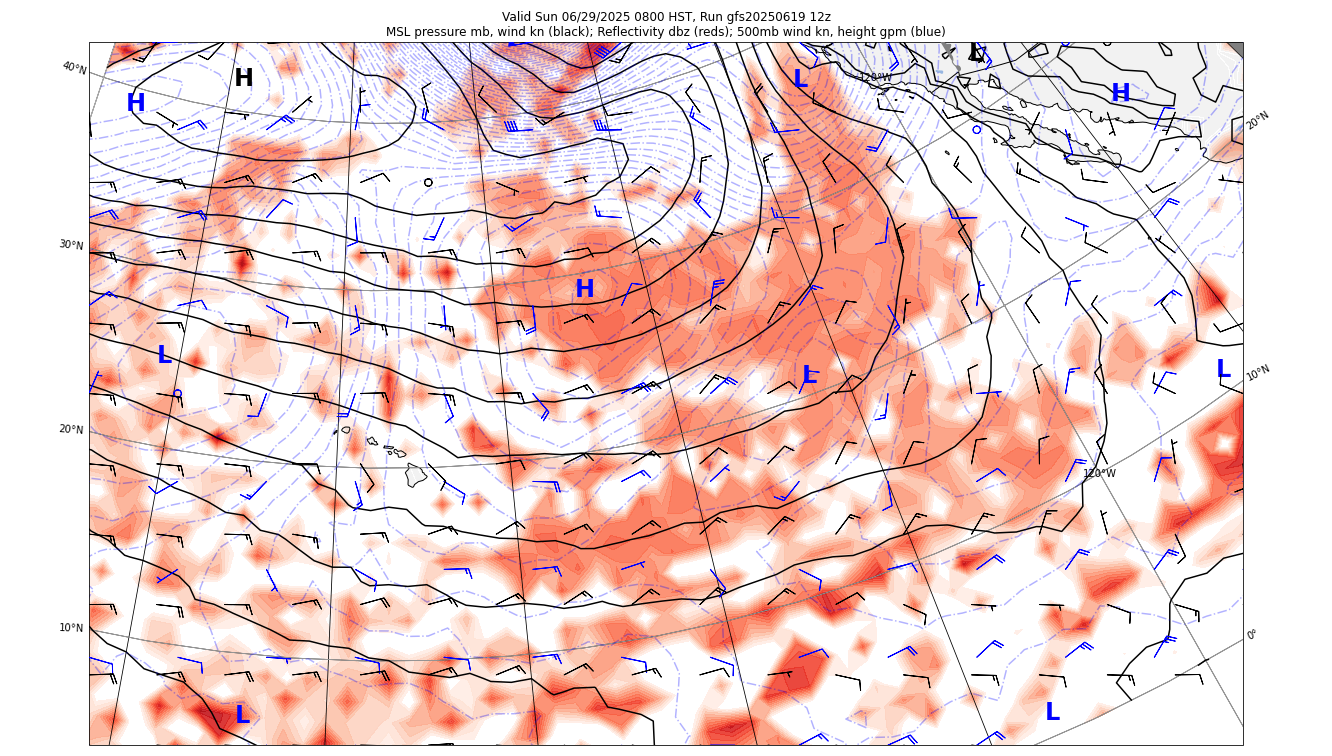 Valid Sun 06/29/2025 0800 HST, Run gfs20250619 12z
MSL pressure mb, wind kn (black); Reflectivity dbz (reds); 500mb wind kn, height gpm (blue)
L
40°N
H
L
120°W
H
H
20°N
30°N
H
L
L
L
10°N
20°N
120°W
10°N
0°
L
L